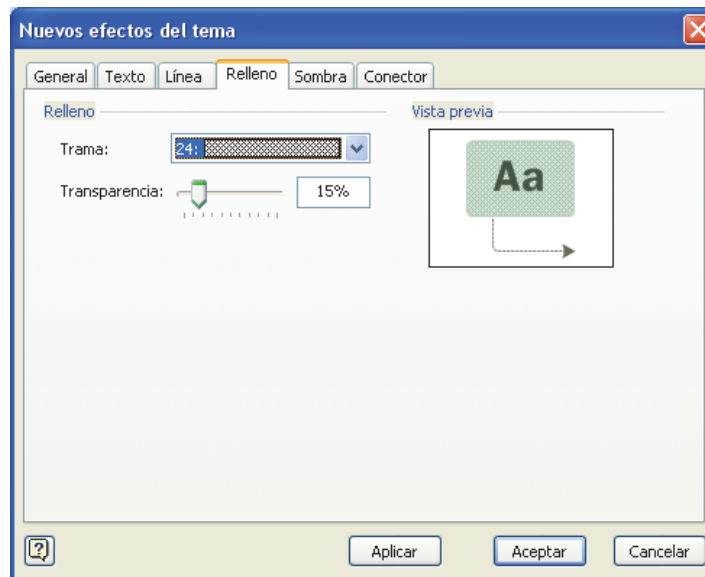 Nuevos efectos del tema
General Texto Línea Relleno Sombra Conector
Relleno
Vista previa
Trama: 24:
Transparencia: 15%
Aa
Aplicar Aceptar Cancelar